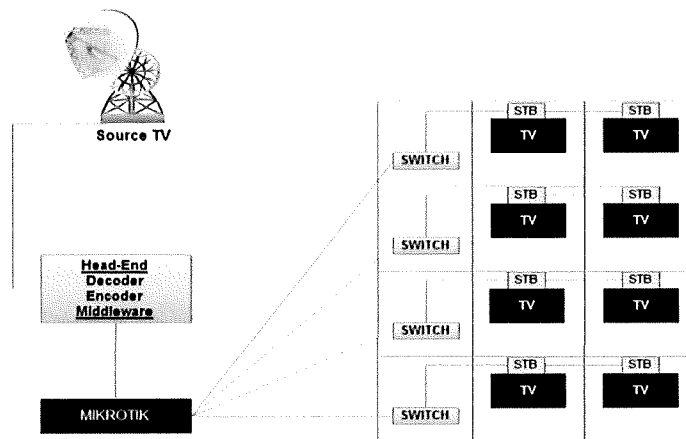 Source TV
STB
STB
TV
TV
SWITCH
STB
STB
TV
TV
SWITCH
Head-End
Decoder
Encoder
Middleware
STB
STB
TV
TV
SWITCH
STB
STB
TV
TV
SWITCH
MIKROTIK